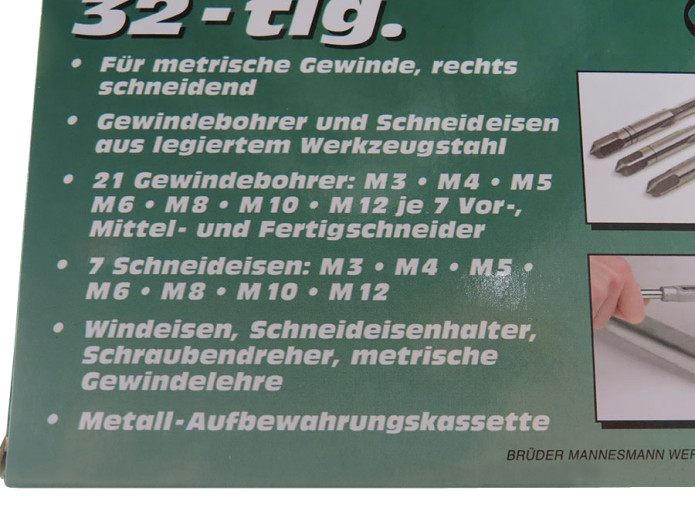 32-tlg.
• Für metrische Gewinde, rechts
schneidend
• Gewindebohrer und Schneideisen
aus legiertem Werkzeugstahl
• 21 Gewindebohrer: M3 • M4 • M5
M6 • M8 • M10 • M12 je 7 Vor-,
Mittel- und Fertigschneider
• 7 Schneideisen: M3 • M4 • M5 •
M6 • M8 • M10 • M12
• Windeisen, Schneideisenhalter,
Schraubendreher, metrische
Gewindelehre
• Metall-Aufbewahrungskassette
BRÜDER MANNESMANN WER